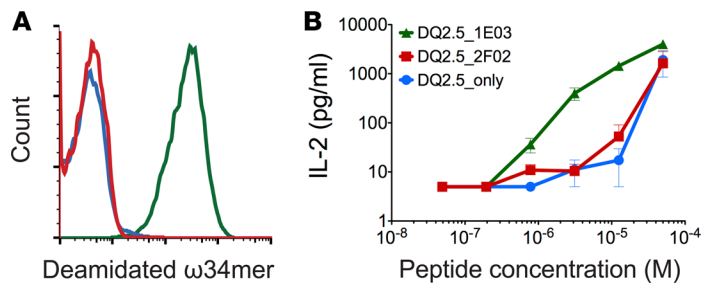 A
Count
Deamidated ω34mer
B
DQ2.5_1E03
DQ2.5_2F02
DQ2.5_only
IL-2 (pg/ml)
10000
1000
100
10
1
10⁻⁸ 10⁻⁷ 10⁻⁶ 10⁻⁵ 10⁻⁴
Peptide concentration (M)